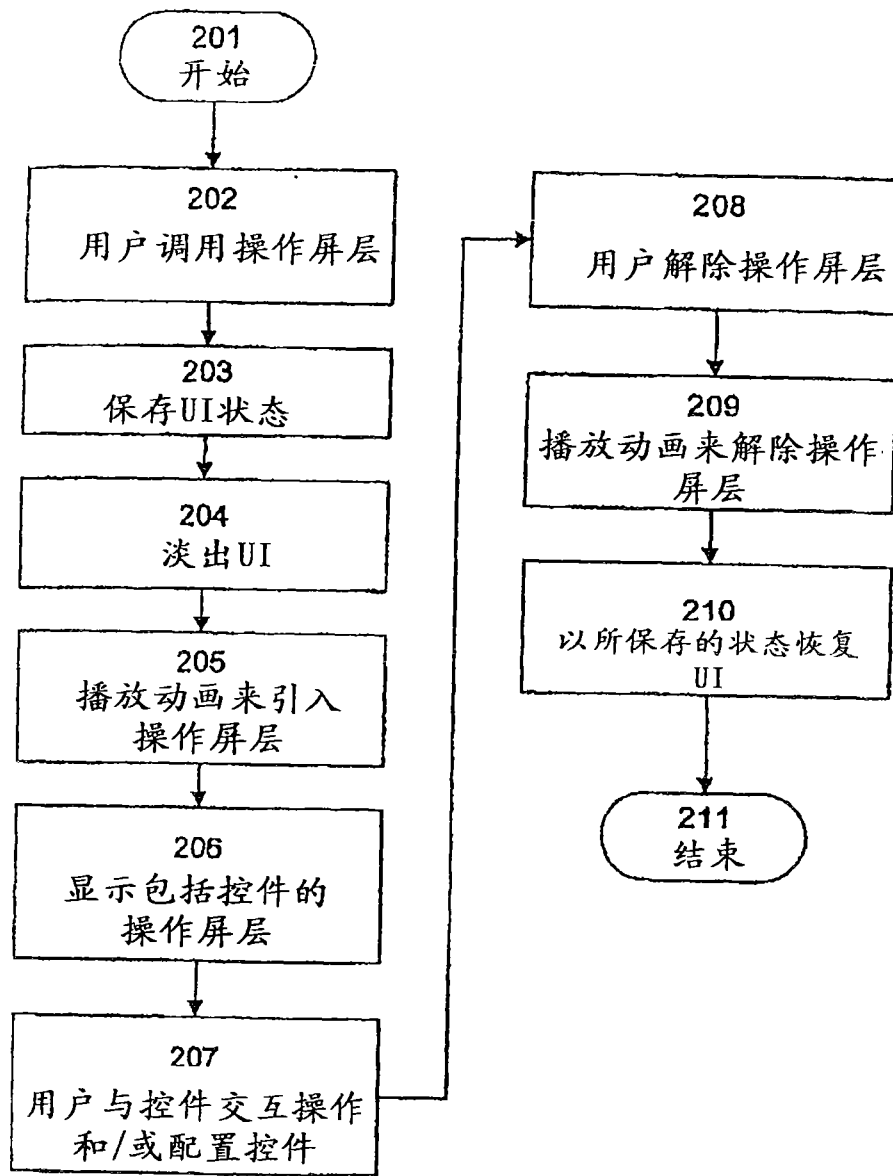 201
开始
202
用户调用操作屏层
203
保存UI状态
204
淡出UI
205
播放动画来引入
操作屏层
206
显示包括控件的
操作屏层
207
用户与控件交互操作
和/或配置控件
208
用户解除操作屏层
209
播放动画来解除操作
屏层
210
以所保存的状态恢复
UI
211
结束